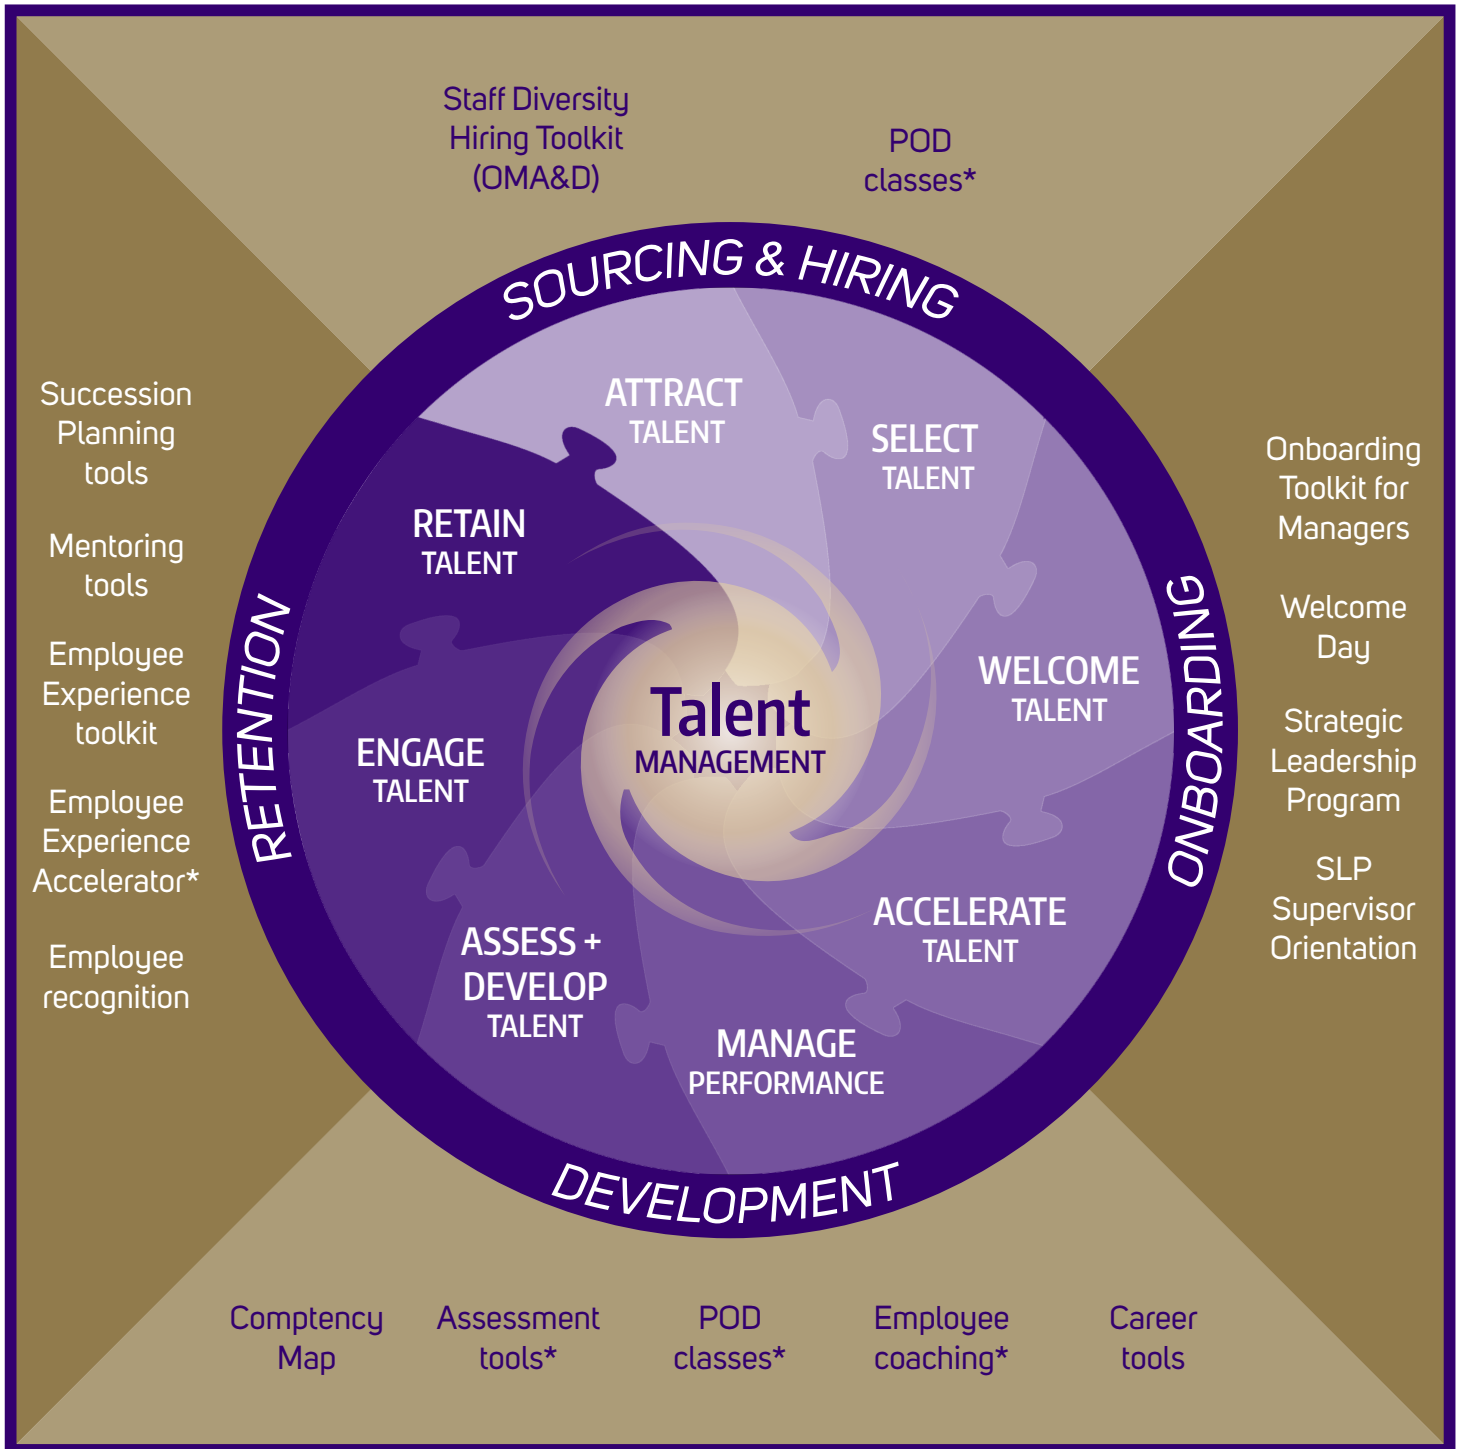 Staff Diversity
Hiring Toolkit
(OMA&D)
POD
classes*
SOURCING & HIRING
ATTRACT
TALENT
SELECT
TALENT
WELCOME
TALENT
ACCELERATE
TALENT
MANAGE
PERFORMANCE
ASSESS +
DEVELOP
TALENT
ENGAGE
TALENT
RETAIN
TALENT
Talent
MANAGEMENT
ONBOARDING
Onboarding
Toolkit for
Managers
Welcome
Day
Strategic
Leadership
Program
SLP
Supervisor
Orientation
DEVELOPMENT
Comptency
Map
Assessment
tools*
POD
classes*
Employee
coaching*
Career
tools
RETENTION
Succession
Planning
tools
Mentoring
tools
Employee
Experience
toolkit
Employee
Experience
Accelerator*
Employee
recognition